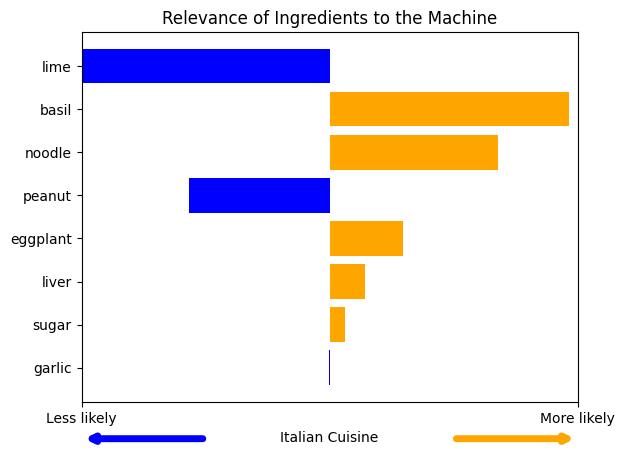 Relevance of Ingredients to the Machine
lime
basil
noodle
peanut
eggplant
liver
sugar
garlic
Less likely
More likely
Italian Cuisine